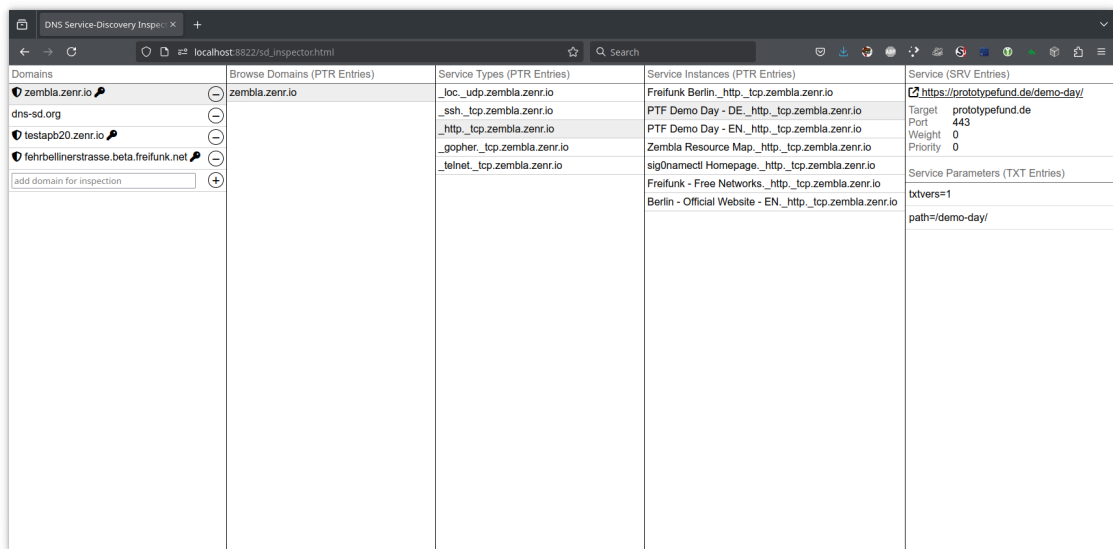 DNS Service-Discovery Inspec
localhost:8822/sd_inspector.html
Search
Domains
zembla.zenr.io
dns-sd.org
testapb20.zenr.io
fehrbellinerstrasse.beta.freifunk.net
add domain for inspection
Browse Domains (PTR Entries)
zembla.zenr.io
Service Types (PTR Entries)
_loc._udp.zembla.zenr.io
_ssh._tcp.zembla.zenr.io
_http._tcp.zembla.zenr.io
_gopher._tcp.zembla.zenr.io
_telnet._tcp.zembla.zenr.io
Service Instances (PTR Entries)
Freifunk Berlin._http._tcp.zembla.zenr.io
PTF Demo Day - DE._http._tcp.zembla.zenr.io
PTF Demo Day - EN._http._tcp.zembla.zenr.io
Zembla Resource Map._http._tcp.zembla.zenr.io
sig0namectl Homepage._http._tcp.zembla.zenr.io
Freifunk - Free Networks._http._tcp.zembla.zenr.io
Berlin - Official Website - EN._http._tcp.zembla.zenr.io
Service (SRV Entries)
https://prototypefund.de/demo-day/
Target prototypefund.de
Port 443
Weight 0
Priority 0
Service Parameters (TXT Entries)
txtvers=1
path=/demo-day/